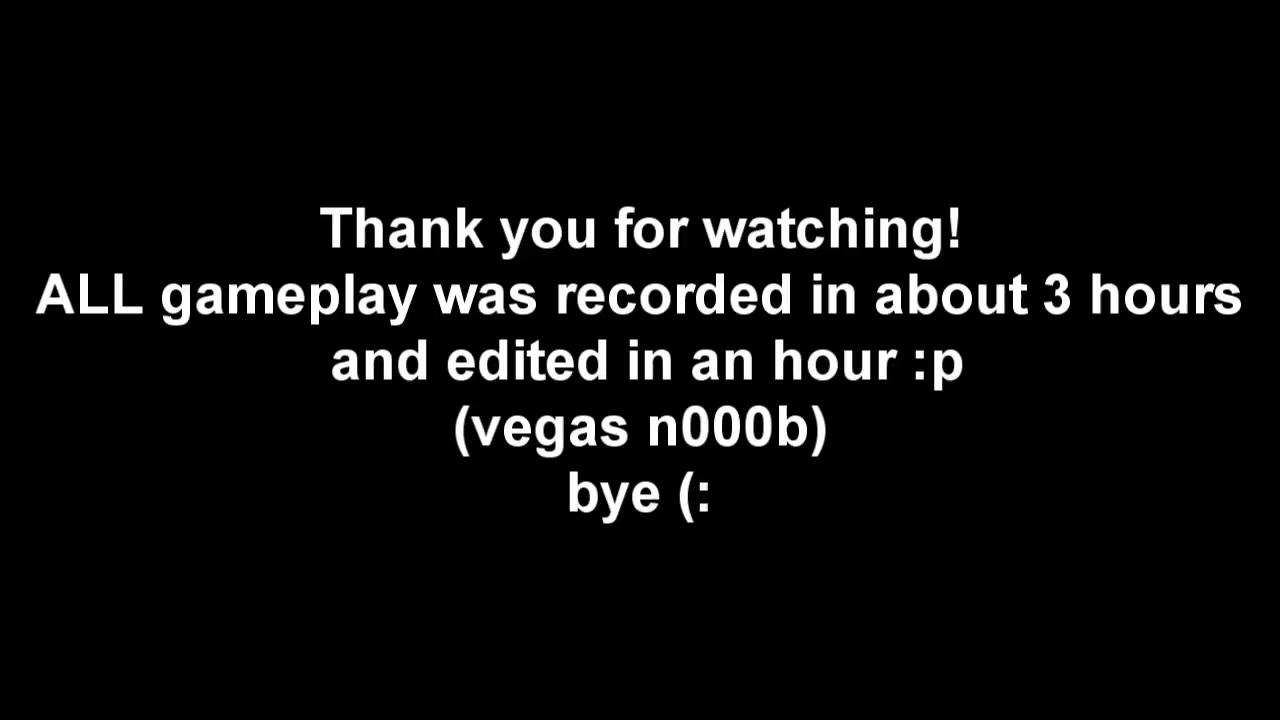 Thank you for watching!
ALL gameplay was recorded in about 3 hours
and edited in an hour :p
(vegas n000b)
bye (: